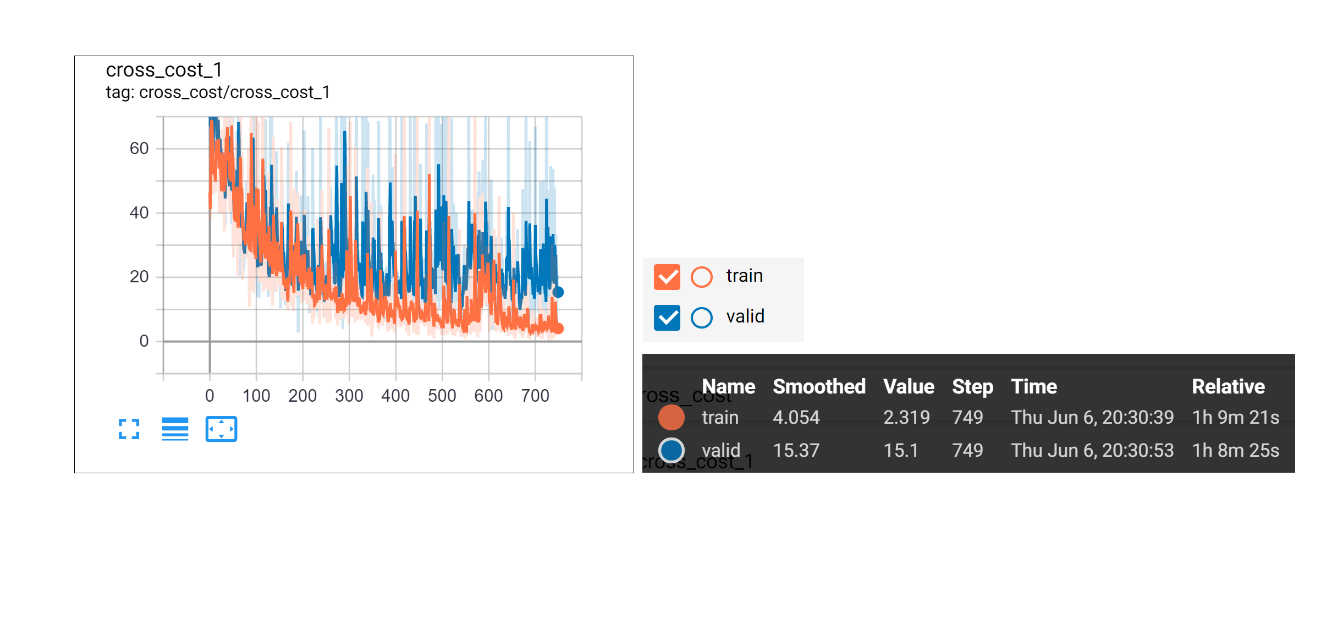 cross_cost_1
tag: cross_cost/cross_cost_1
60
40
20
0
0 100 200 300 400 500 600 700
train
valid
ross_cost
Name Smoothed Value Step Time Relative
train 4.054 2.319 749 Thu Jun 6, 20:30:39 1h 9m 21s
valid 15.37 15.1 749 Thu Jun 6, 20:30:53 1h 8m 25s
cross_cost_1